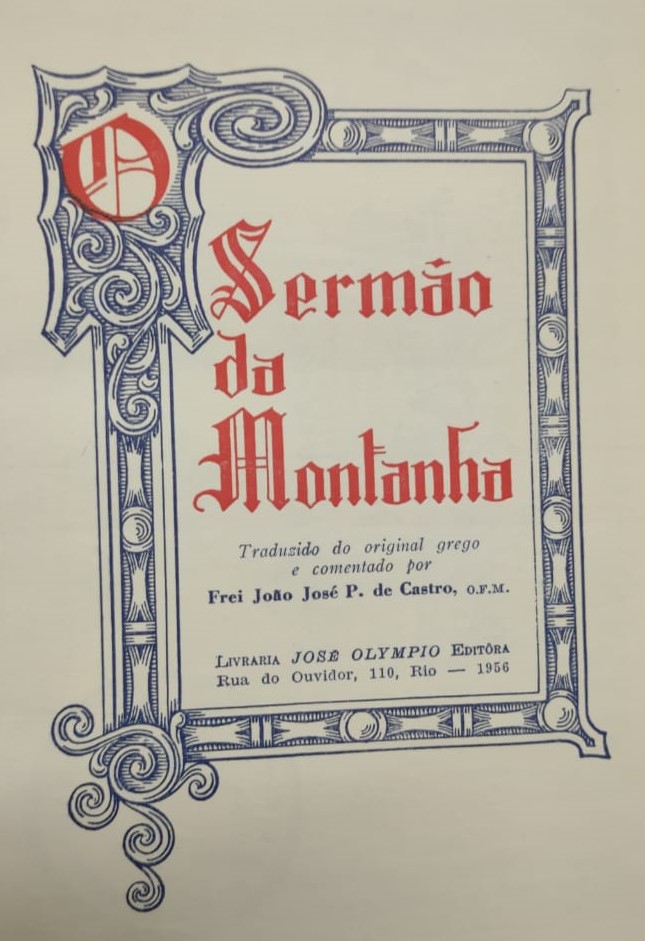 O
Sermão
da
Montanha
Traduzido do original grego
e comentado por
Frei João José P. de Castro, O.F.M.
LIVRARIA JOSÉ OLYMPIO EDITÔRA
Rua do Ouvidor, 110, Rio — 1956